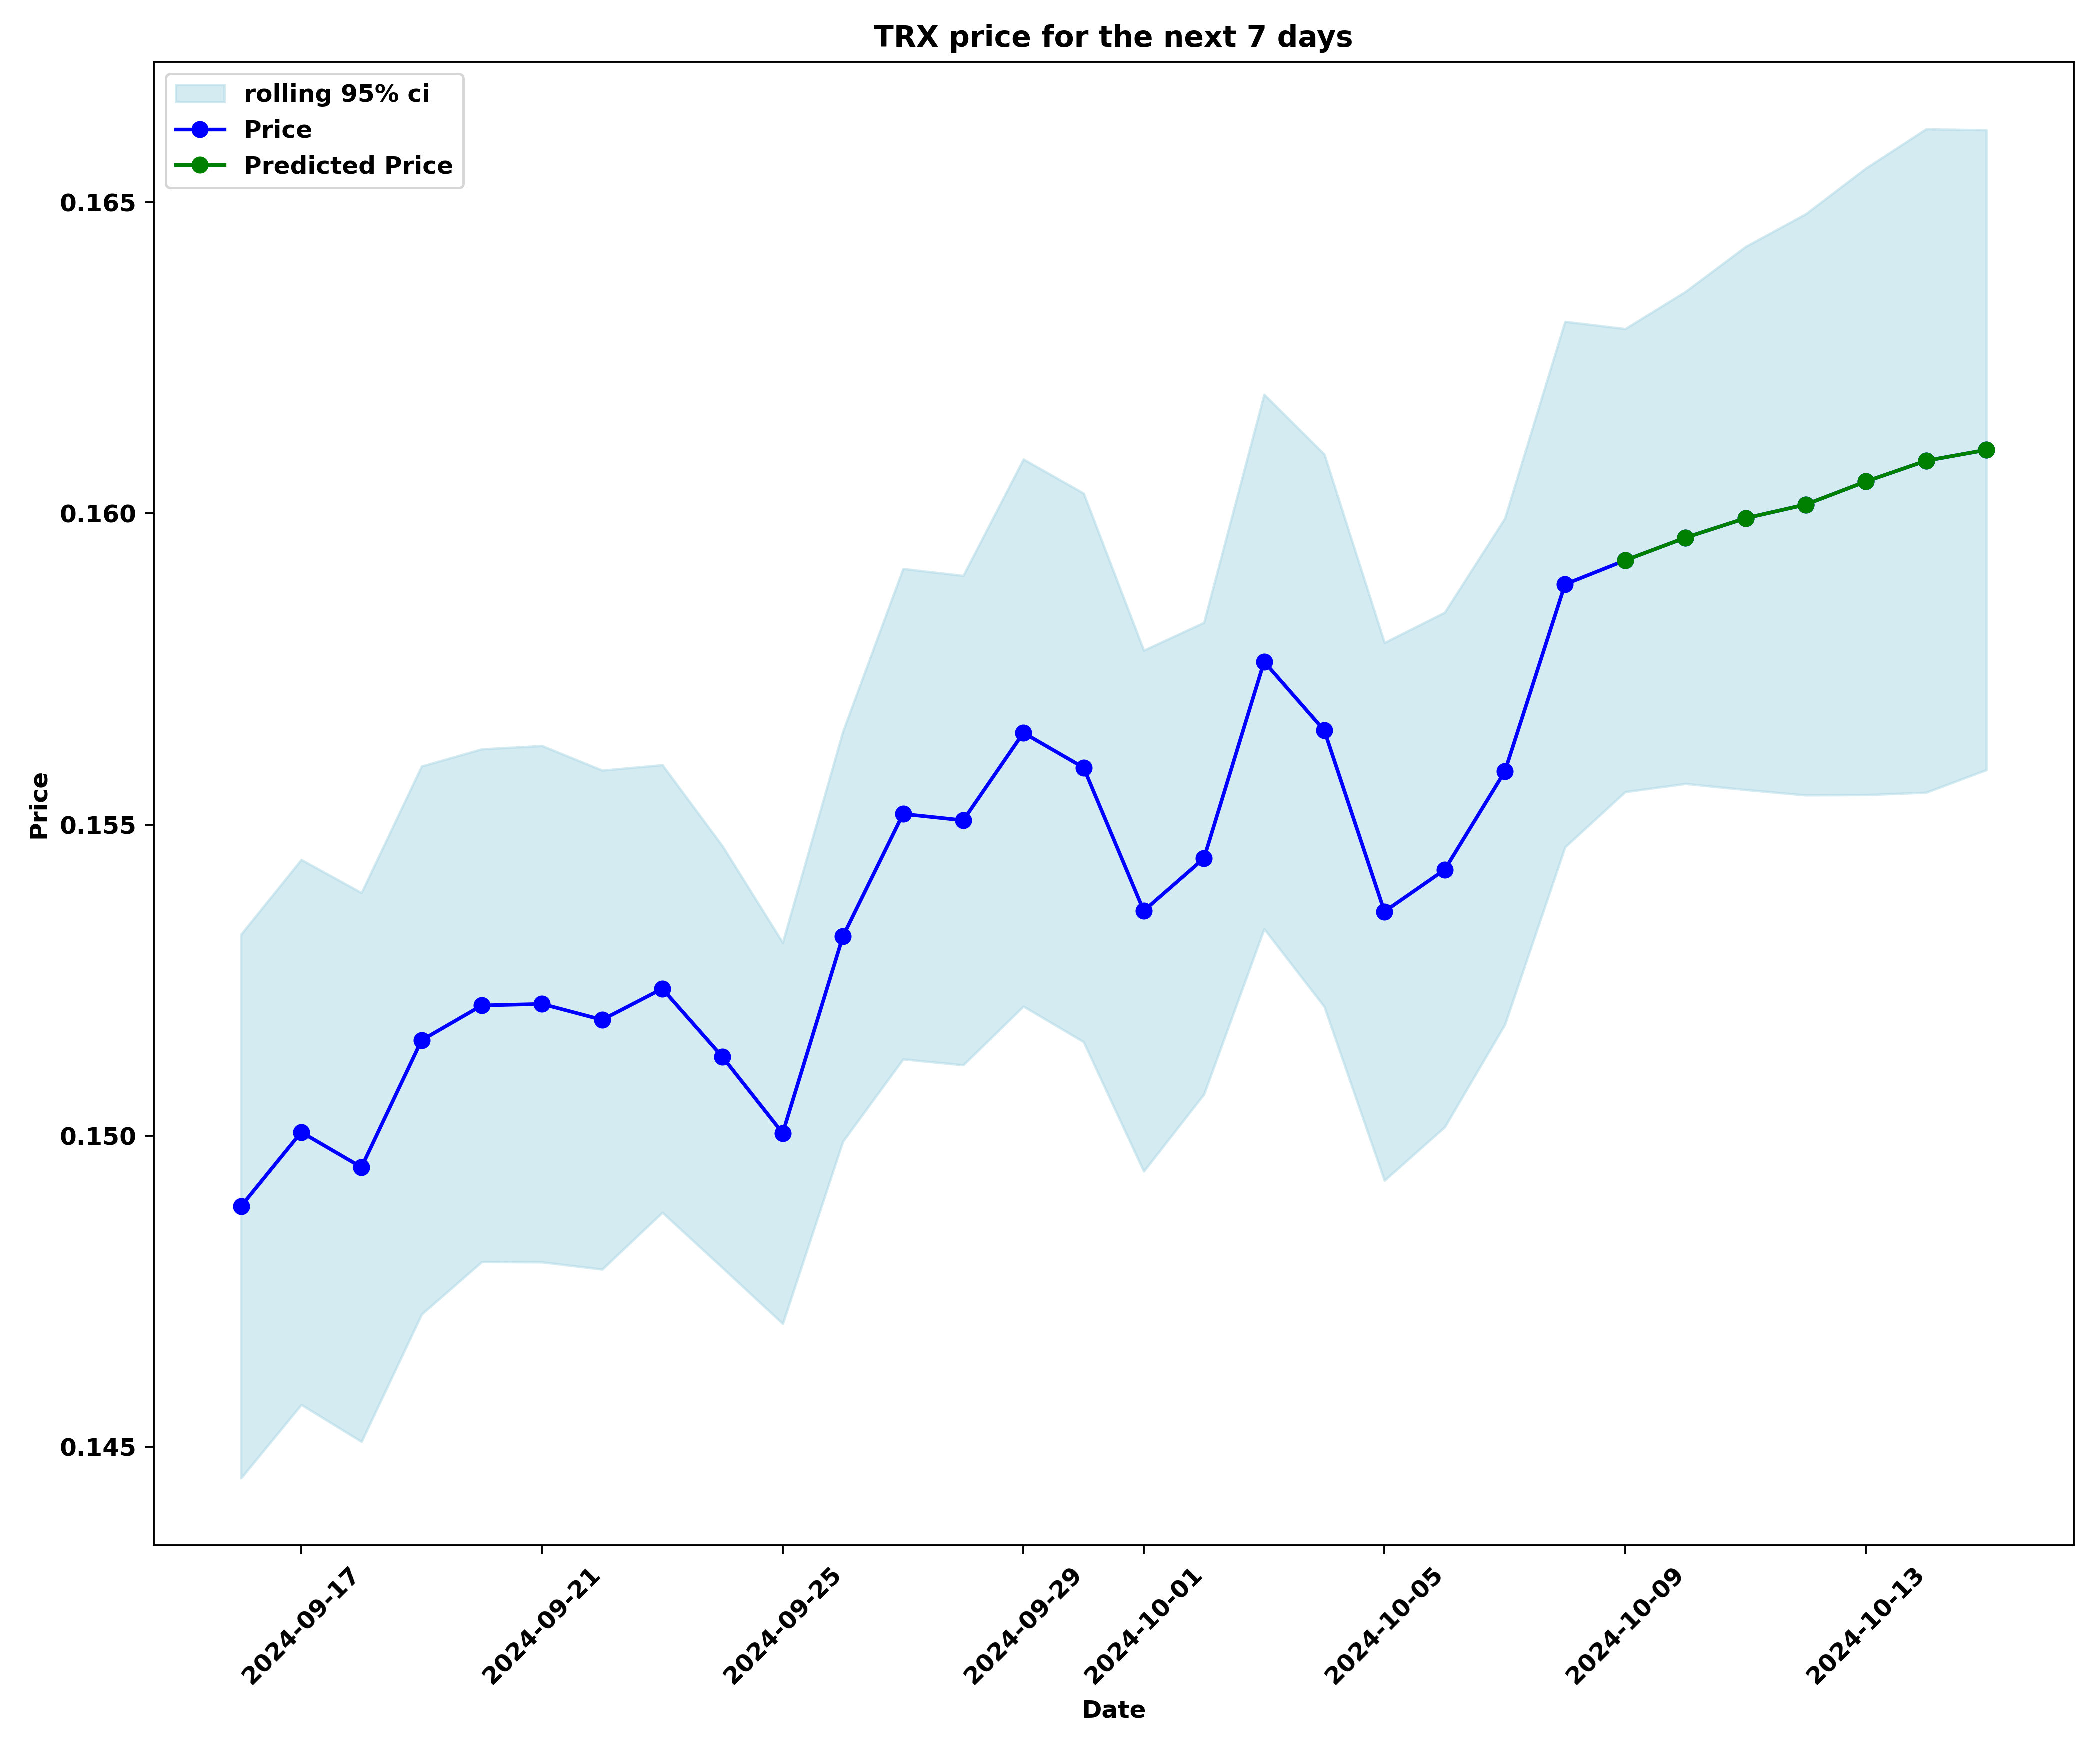 TRX price for the next 7 days
rolling 95% ci
Price
Predicted Price
0.165
0.160
0.155
0.150
0.145
Price
2024-09-17
2024-09-21
2024-09-25
2024-09-29
2024-10-01
2024-10-05
2024-10-09
2024-10-13
Date